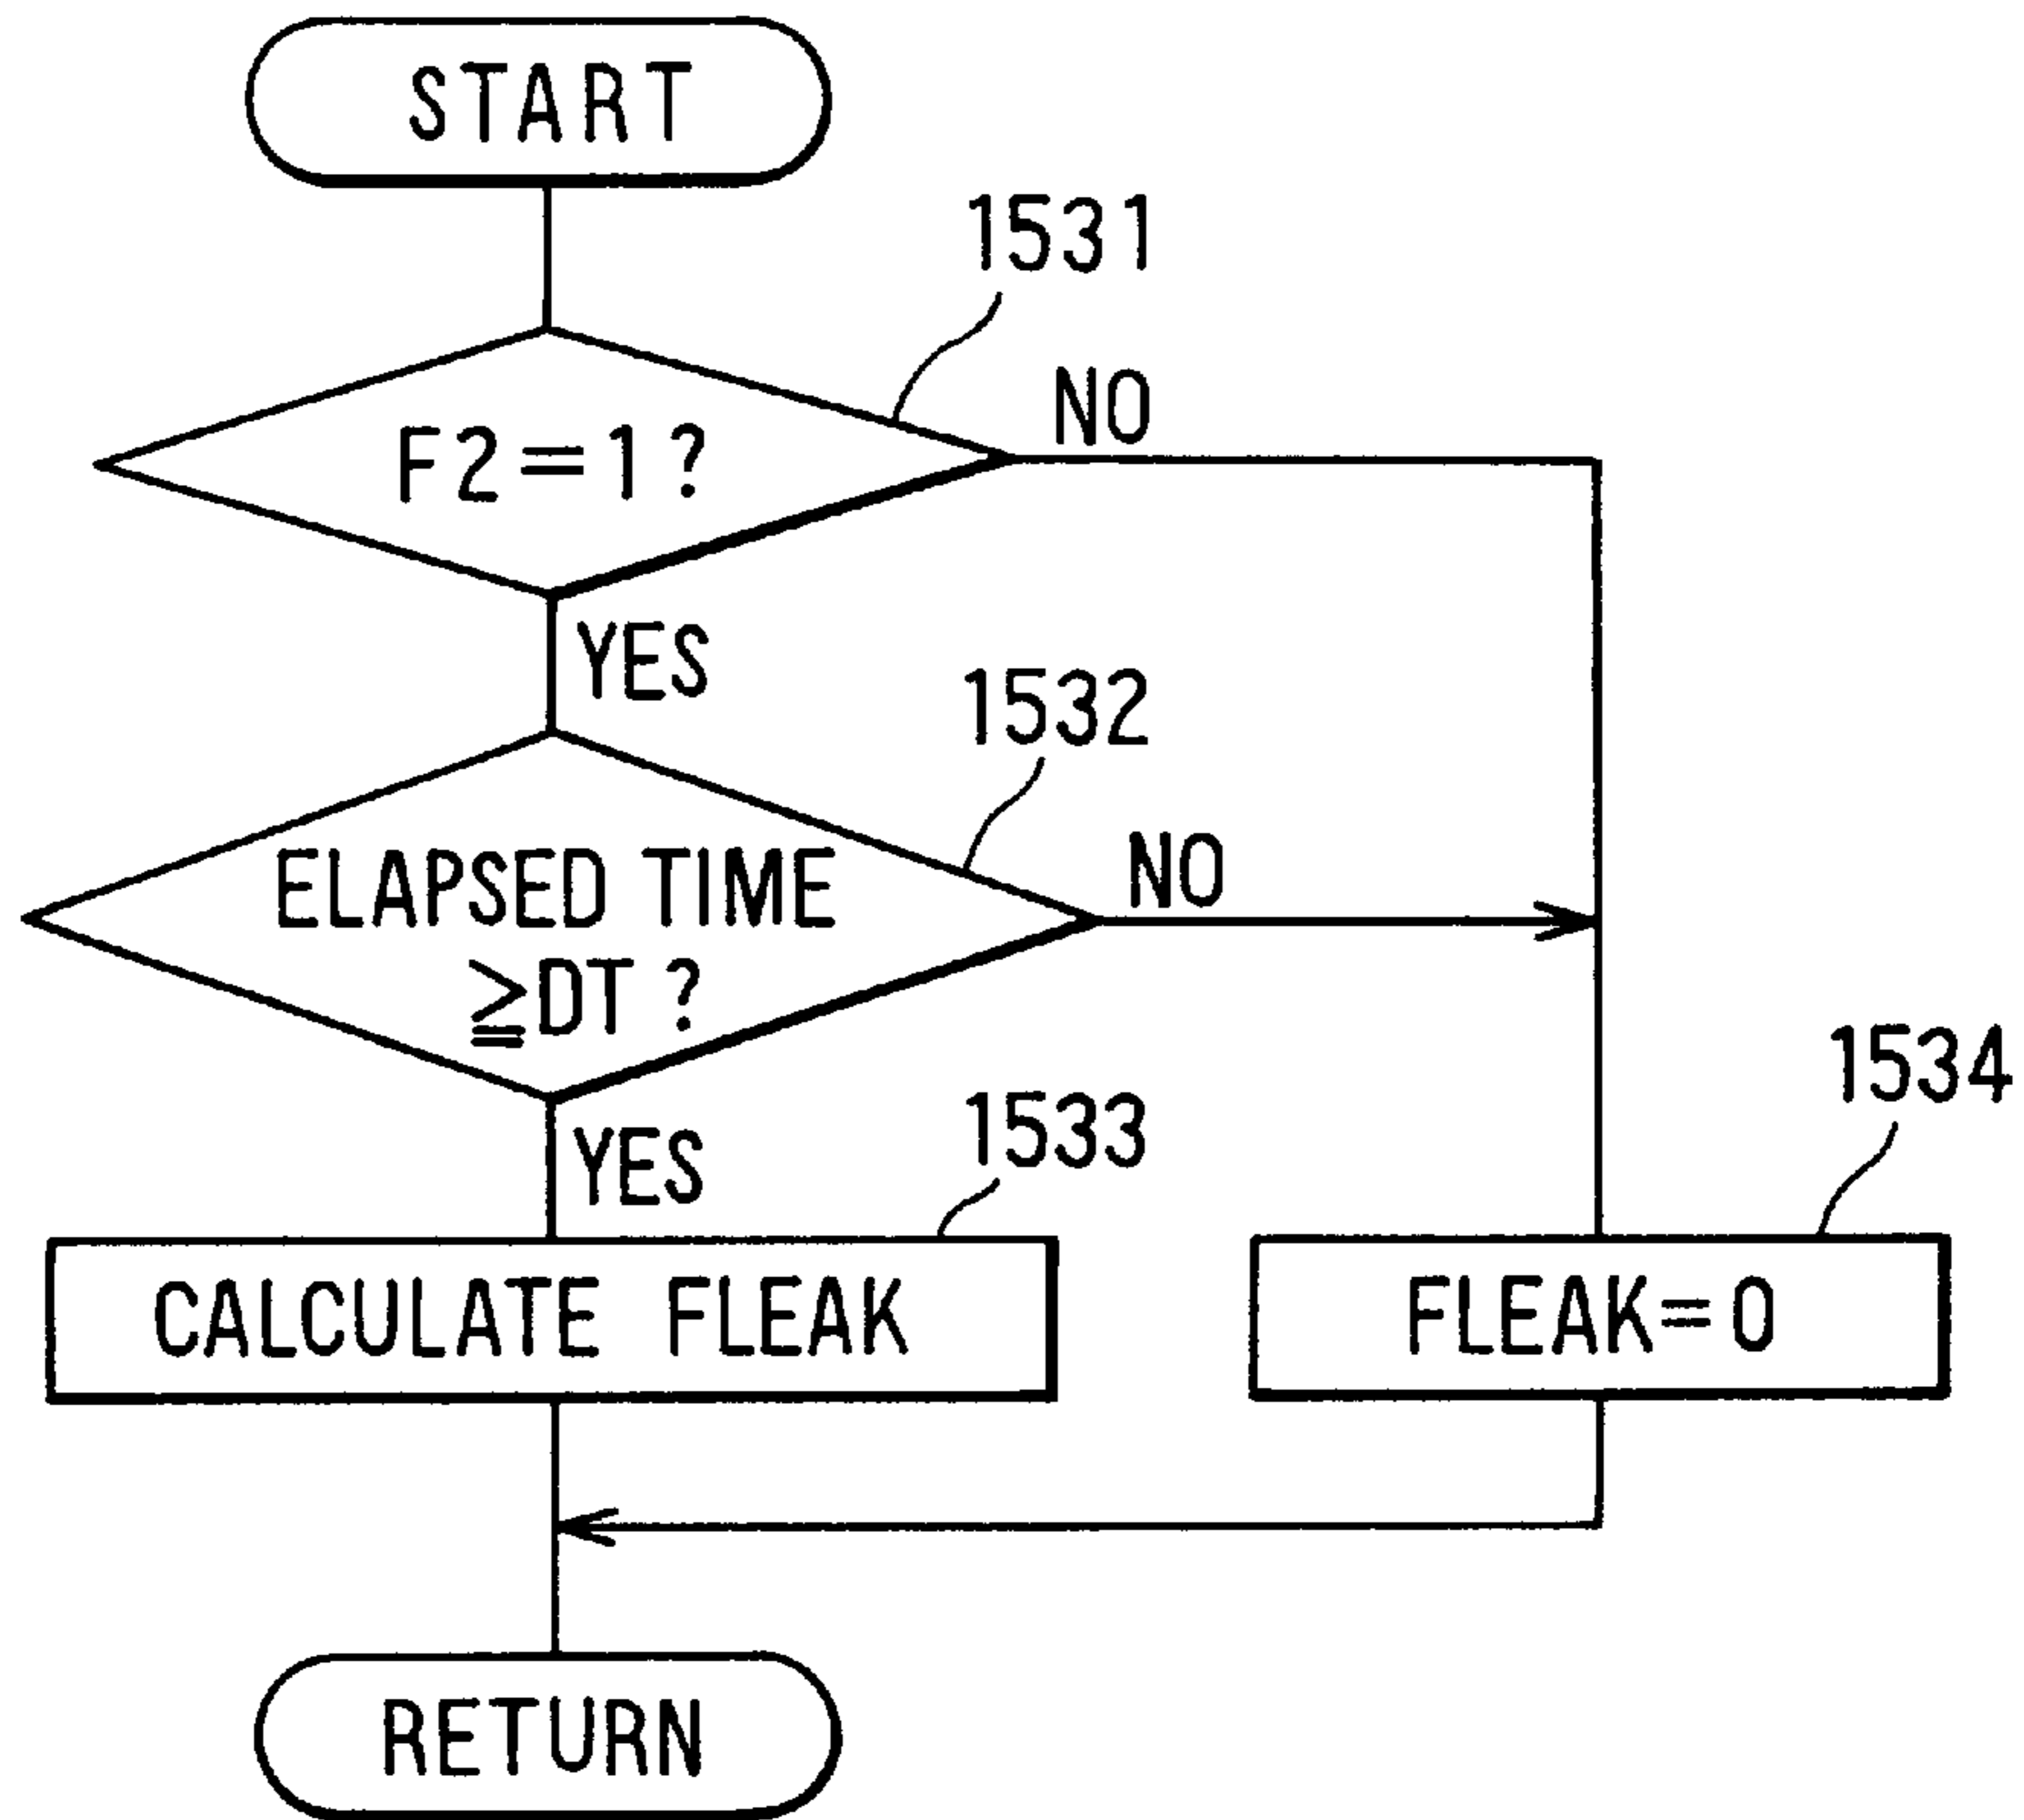 START
1531
F2=1?
NO
YES
1532
ELAPSED TIME
≧DT?
NO
YES
1533
1534
CALCULATE FLEAK
FLEAK=0
RETURN